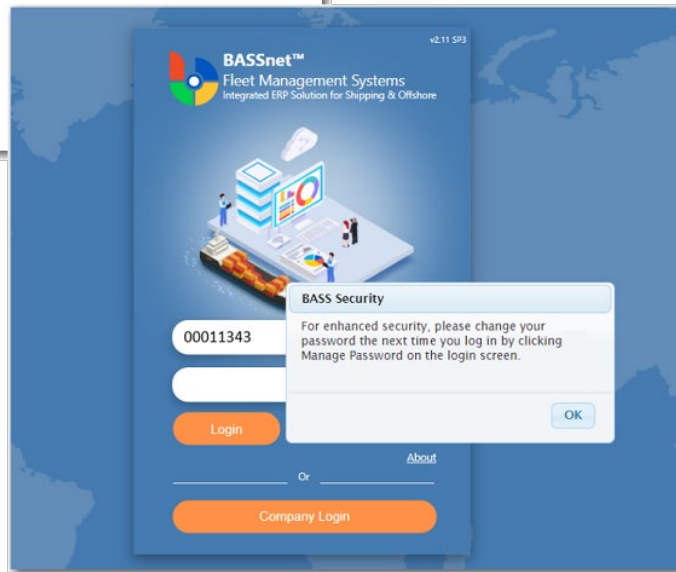 v2.11 SP3
BASSnet™
Fleet Management Systems
Integrated ERP Solution for Shipping & Offshore
BASS Security
For enhanced security, please change your
password the next time you log in by clicking
Manage Password on the login screen.
00011343
OK
Login
About
Or
Company Login